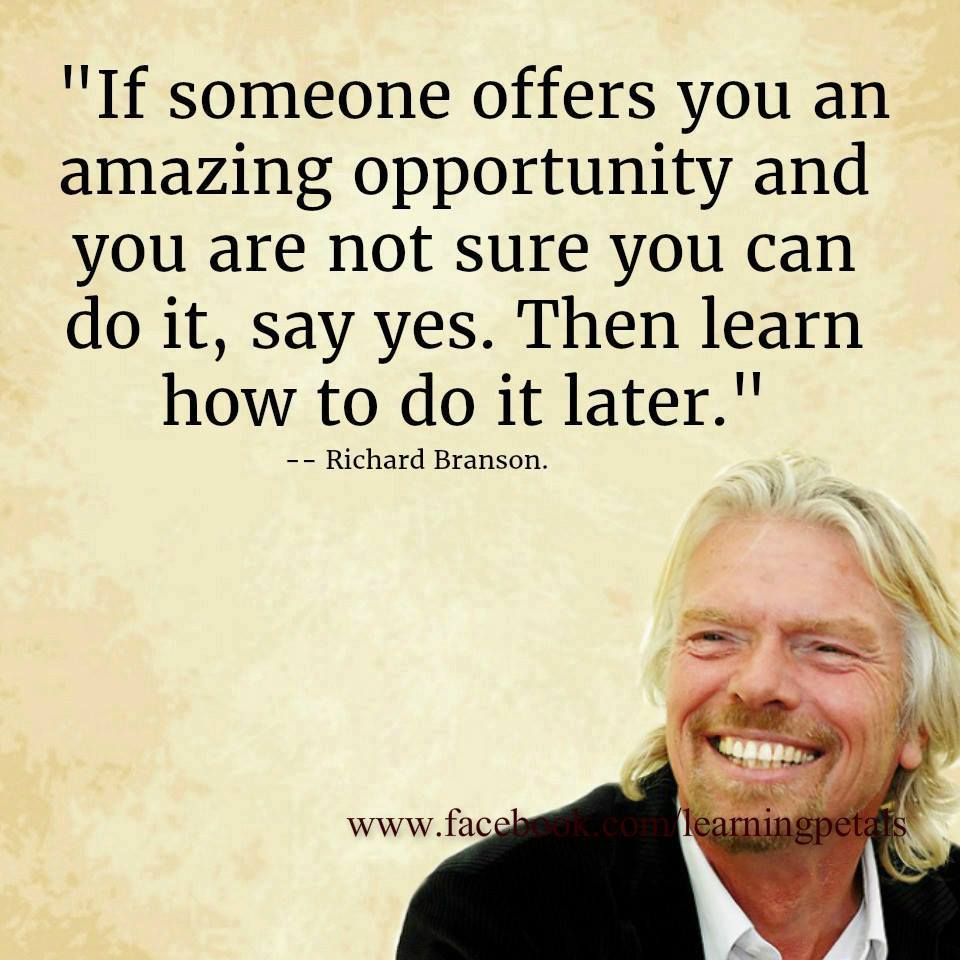 "If someone offers you an
amazing opportunity and
you are not sure you can
do it, say yes. Then learn
how to do it later."
-- Richard Branson.
www.facebook.com/learningpetals